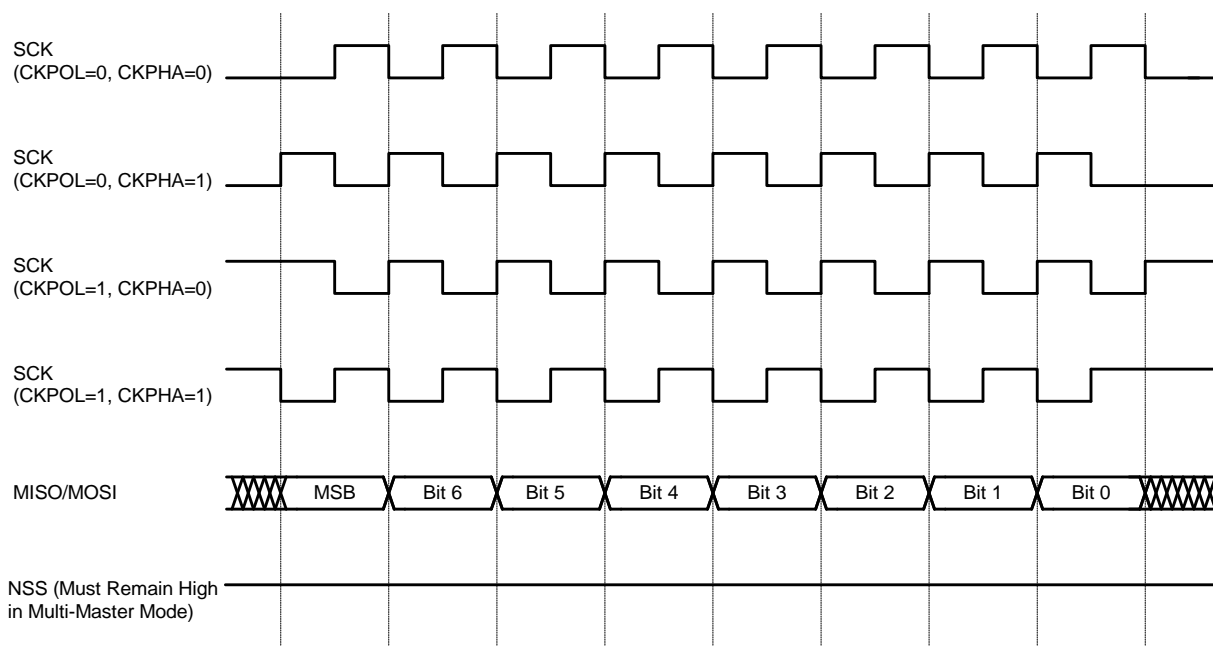 SCK
(CKPOL=0, CKPHA=0)
SCK
(CKPOL=0, CKPHA=1)
SCK
(CKPOL=1, CKPHA=0)
SCK
(CKPOL=1, CKPHA=1)
MISO/MOSI
MSB Bit 6 Bit 5 Bit 4 Bit 3 Bit 2 Bit 1 Bit 0
NSS (Must Remain High
in Multi-Master Mode)